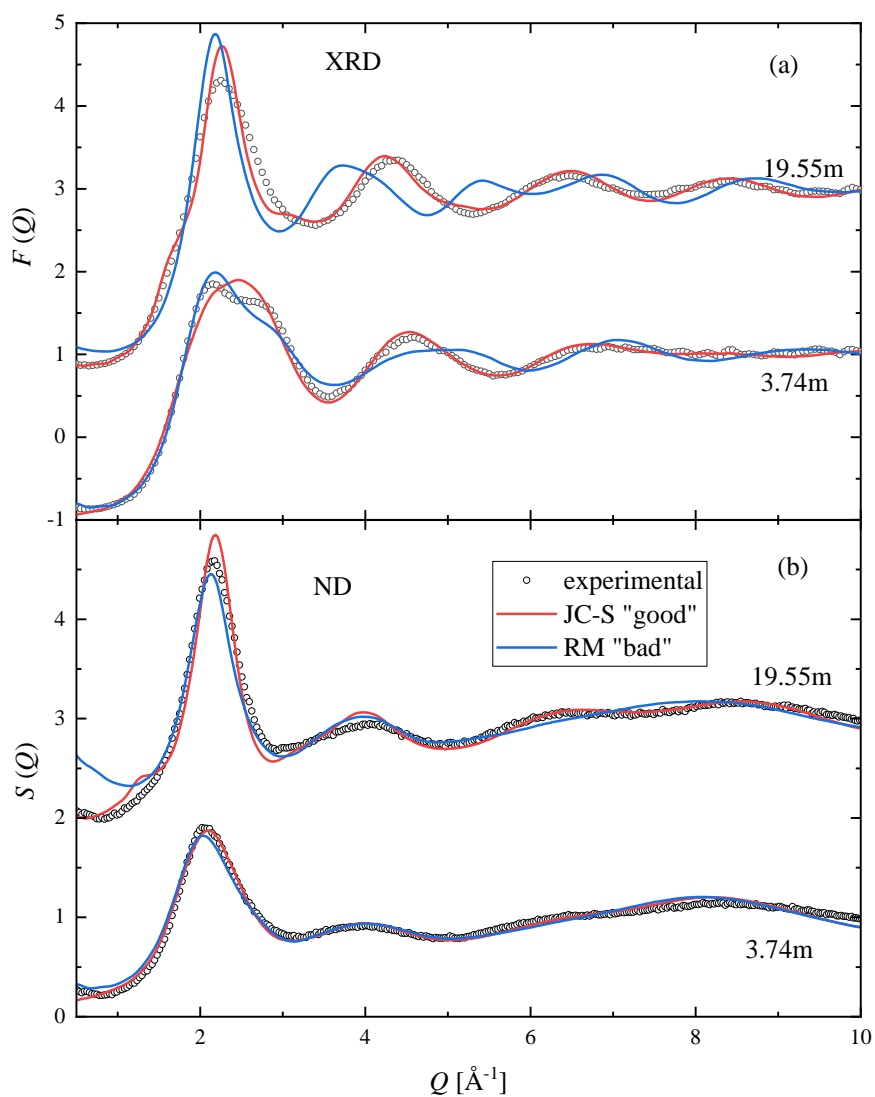 5
XRD
(a)
4
19.55m
3
F (Q)
2
1
3.74m
0
-1
(b)
ND
experimental
4
JC-S "good"
RM "bad"
19.55m
3
S (Q)
2
1
3.74m
0
2 4 6 8 10
Q [Å⁻¹]